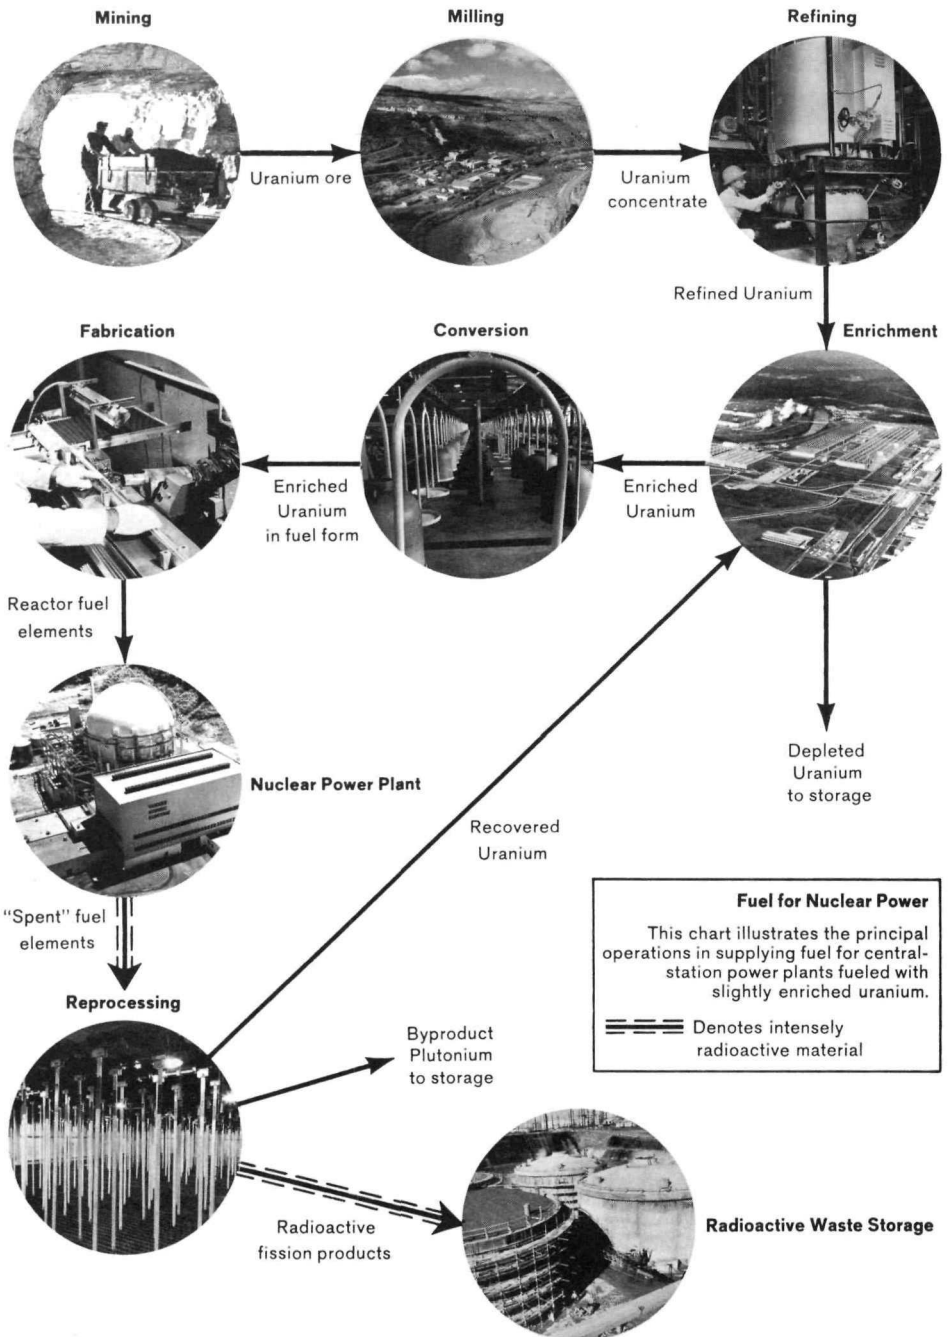 Mining
Milling
Refining
Uranium ore
Uranium
concentrate
Refined Uranium
Fabrication
Conversion
Enrichment
Enriched
Uranium
in fuel form
Enriched
Uranium
Reactor fuel
elements
Depleted
Uranium
to storage
Nuclear Power Plant
Recovered
Uranium
"Spent" fuel
elements
Fuel for Nuclear Power
This chart illustrates the principal
operations in supplying fuel for central-
station power plants fueled with
slightly enriched uranium.
Denotes intensely
radioactive material
Reprocessing
Byproduct
Plutonium
to storage
Radioactive
fission products
Radioactive Waste Storage